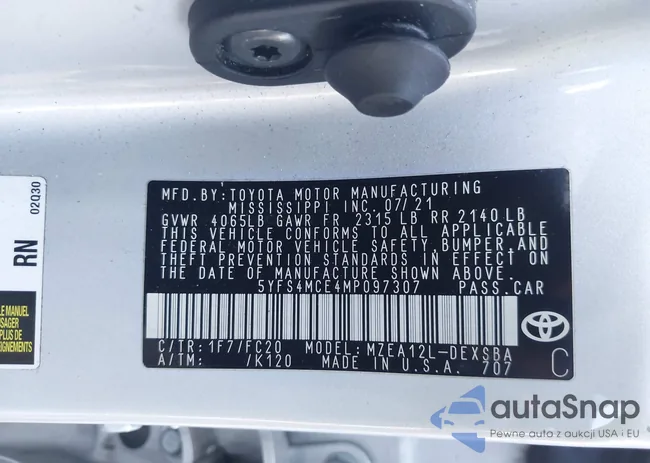 MFD. BY: TOYOTA MOTOR MANUFACTURING
MISSISSIPPI INC. 07/21
GVWR 4065LB GAWR FR 2315 LB RR 2140 LB
THIS VEHICLE CONFORMS TO ALL APPLICABLE
FEDERAL MOTOR VEHICLE SAFETY, BUMPER, AND
THEFT PREVENTION STANDARDS IN EFFECT ON
THE DATE OF MANUFACTURE SHOWN ABOVE.
5YFS4MCE4MP097307 PASS. CAR
C/TR: 1F7/FC20 MODEL: MZEA12L-DEXSBA
A/TM: /K120 MADE IN U.S.A. 707
C
02Q30
RN
MANUEL
autaSnap
Pewne auta z aukcji USA i EU